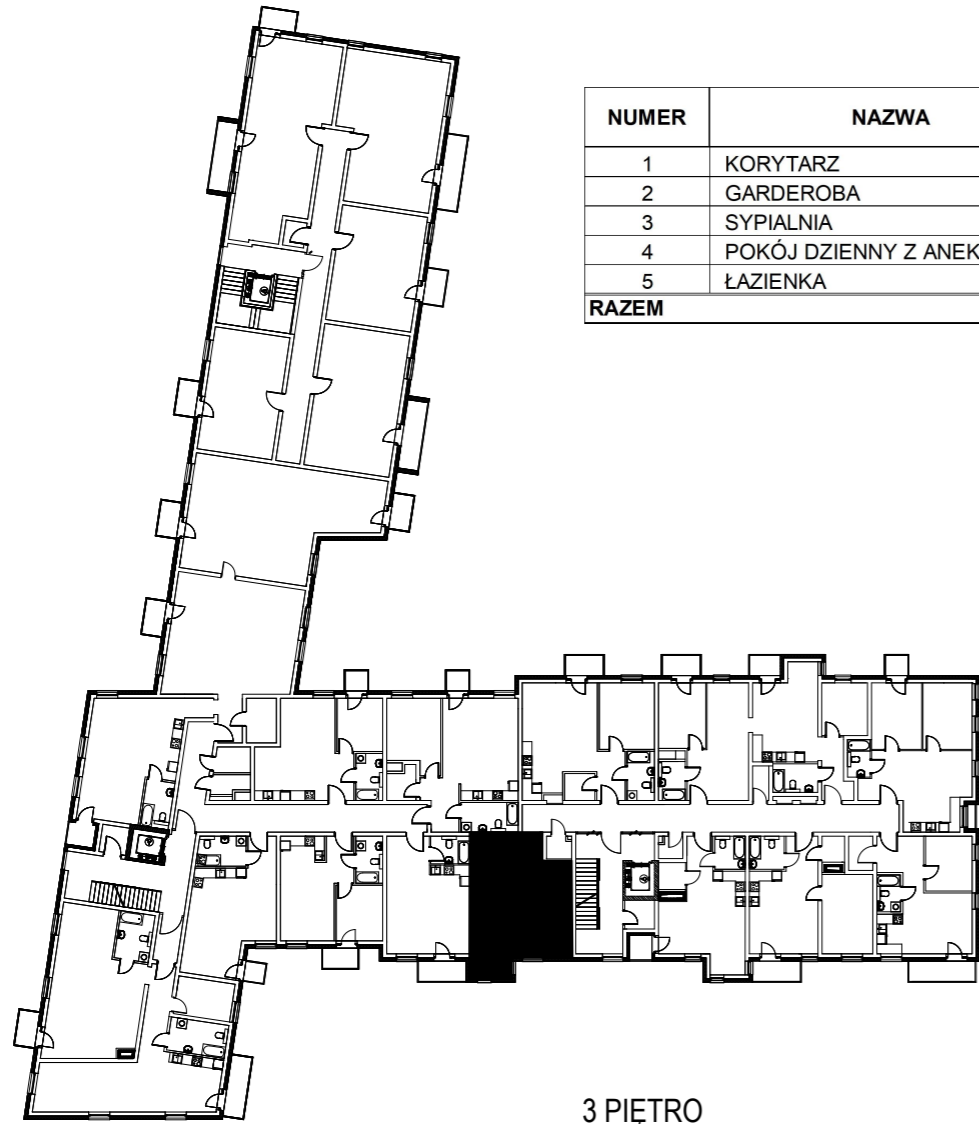 NUMER NAZWA
1 KORYTARZ
2 GARDEROBA
3 SYPIALNIA
4 POKÓJ DZIENNY Z ANEK
5 ŁAZIENKA
RAZEM
3 PIĘTRO